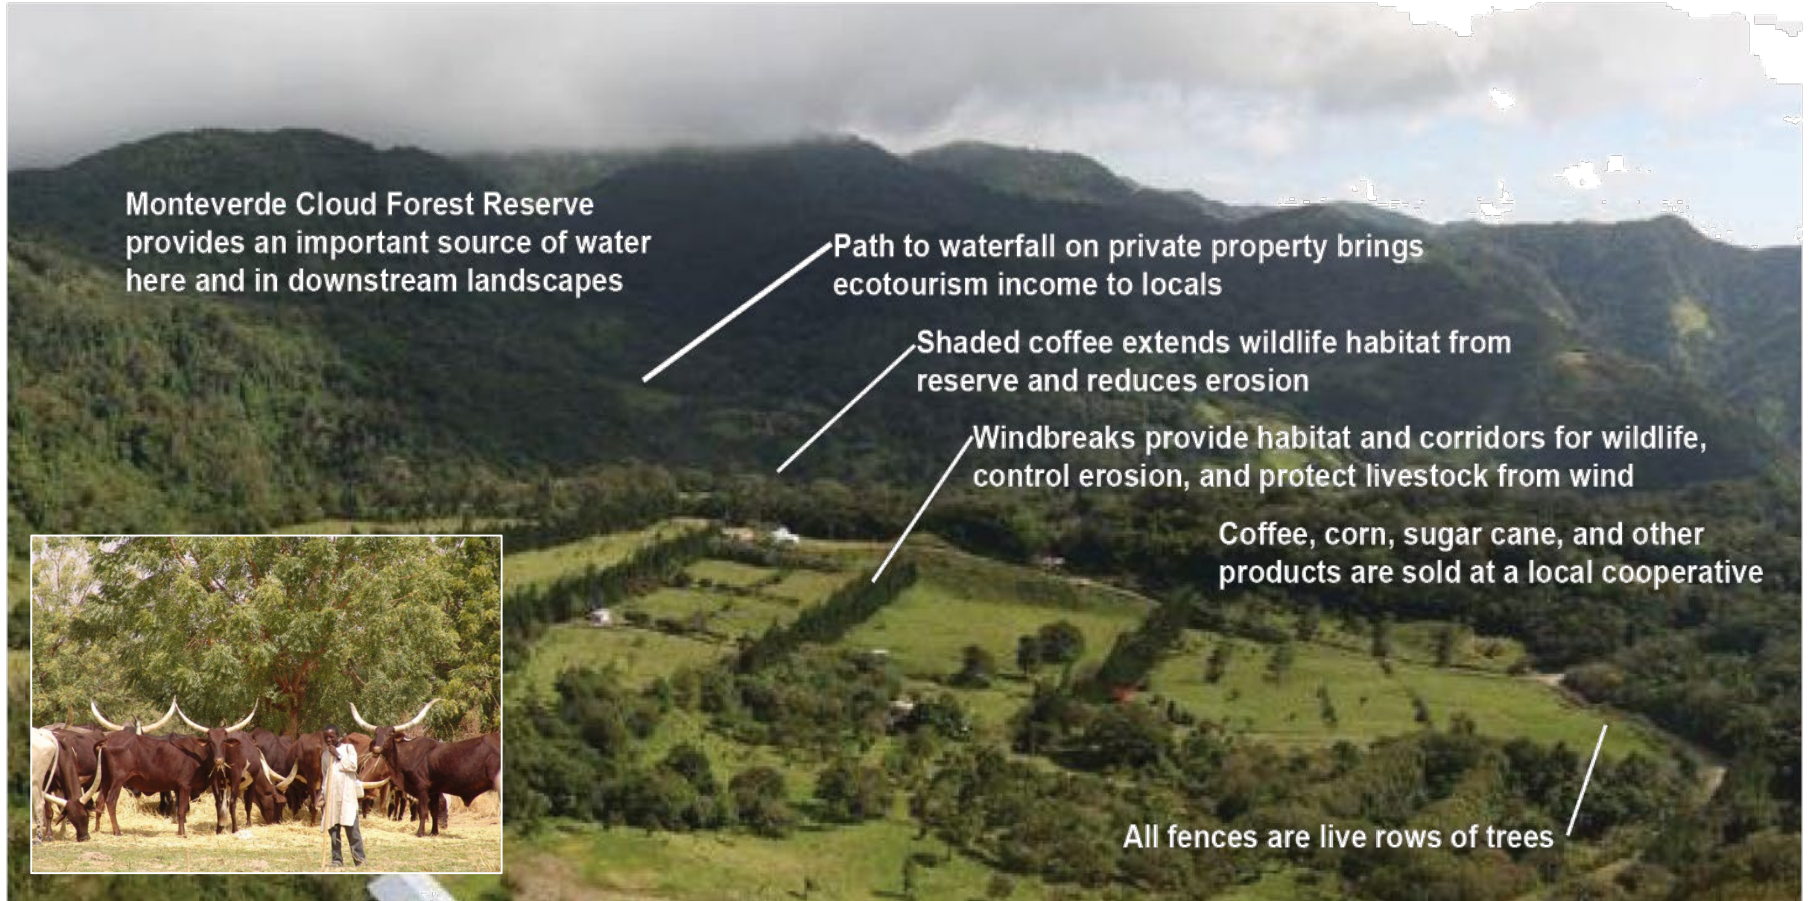 Monteverde Cloud Forest Reserve
provides an important source of water
here and in downstream landscapes
Path to waterfall on private property brings
ecotourism income to locals
Shaded coffee extends wildlife habitat from
reserve and reduces erosion
Windbreaks provide habitat and corridors for wildlife,
control erosion, and protect livestock from wind
Coffee, corn, sugar cane, and other
products are sold at a local cooperative
All fences are live rows of trees